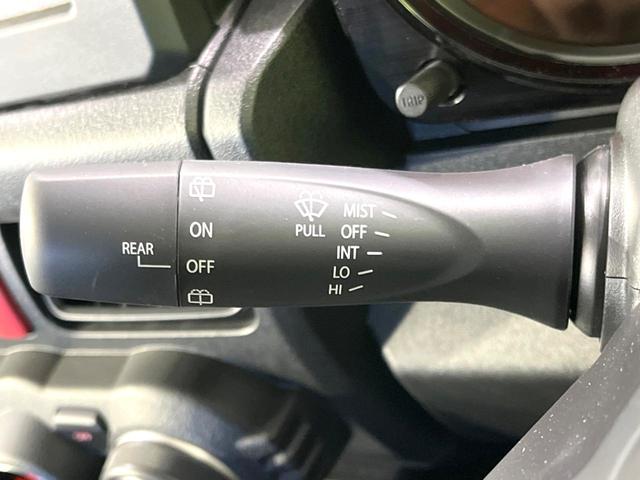 TRIP
MIST
PULL OFF
ON
INT
REAR
OFF
LO
HI